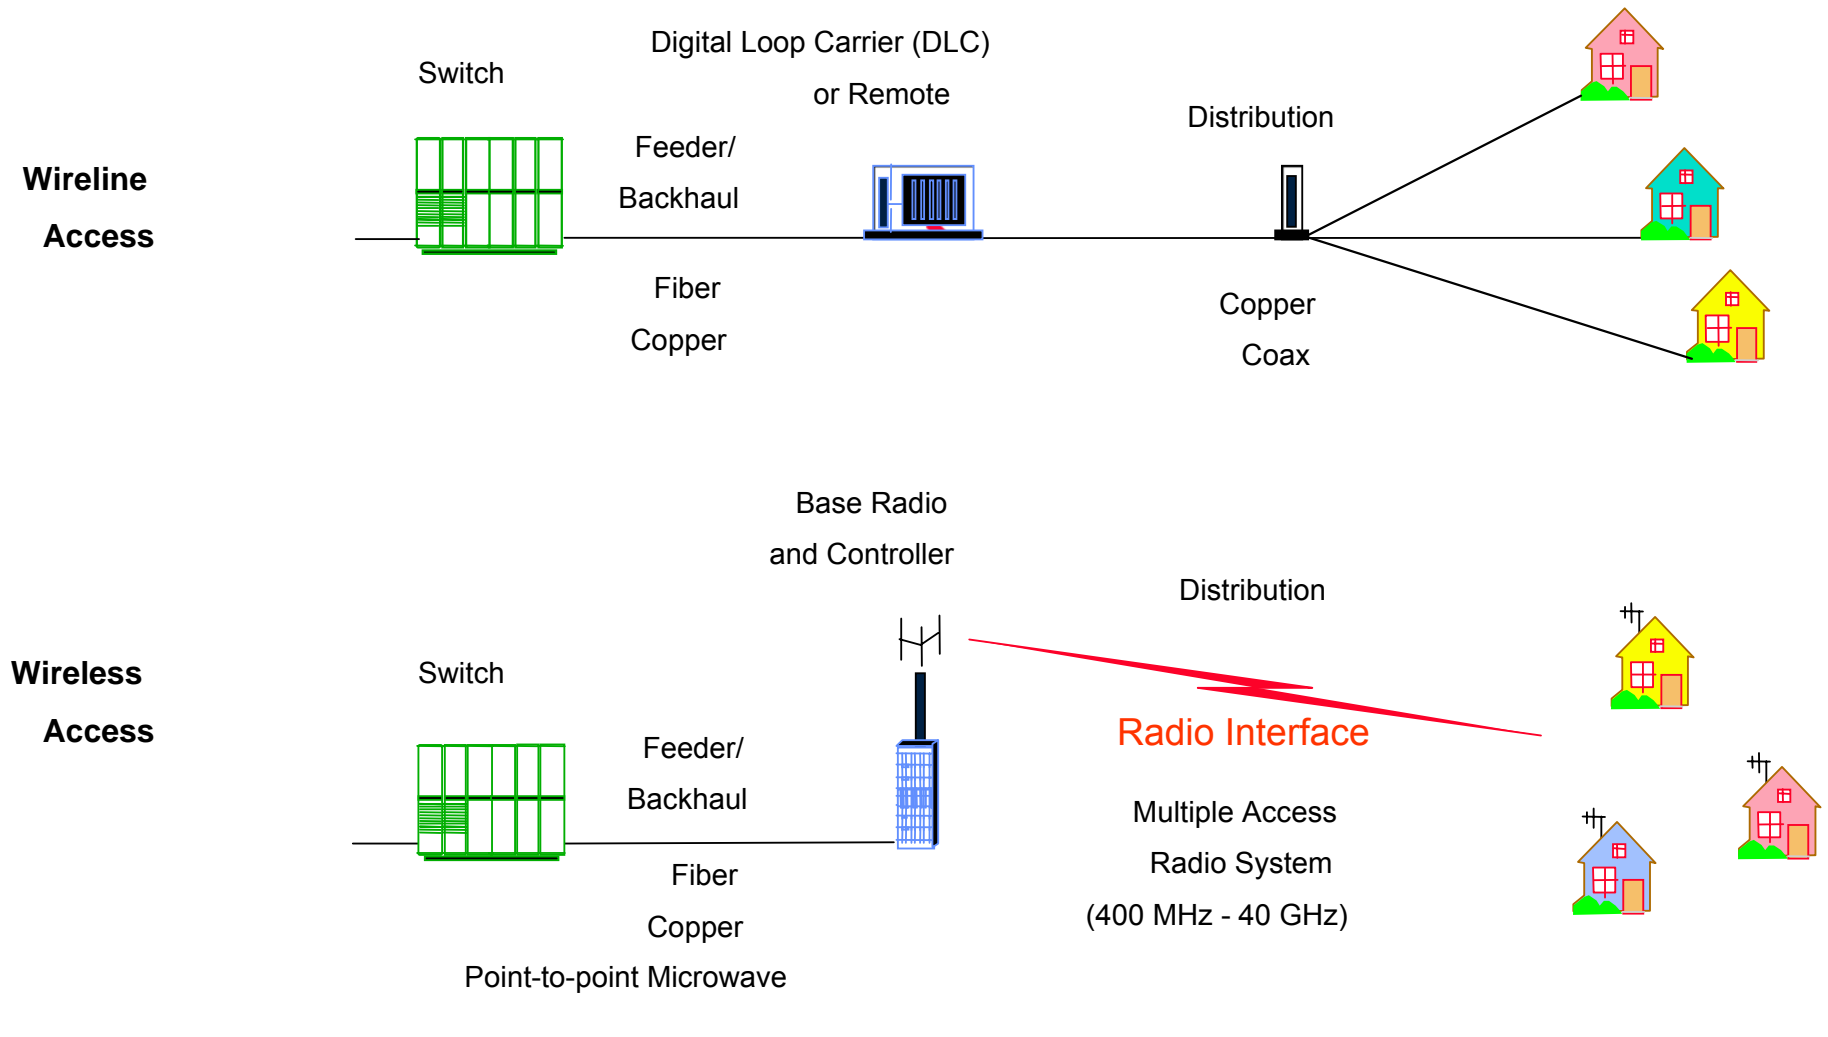 Digital Loop Carrier (DLC)
or Remote
Switch
Distribution
Feeder/
Backhaul
Wireline
Access
Fiber
Copper
Copper
Coax
Base Radio
and Controller
Distribution
Wireless
Access
Switch
Feeder/
Backhaul
Radio Interface
Multiple Access
Radio System
(400 MHz - 40 GHz)
Fiber
Copper
Point-to-point Microwave